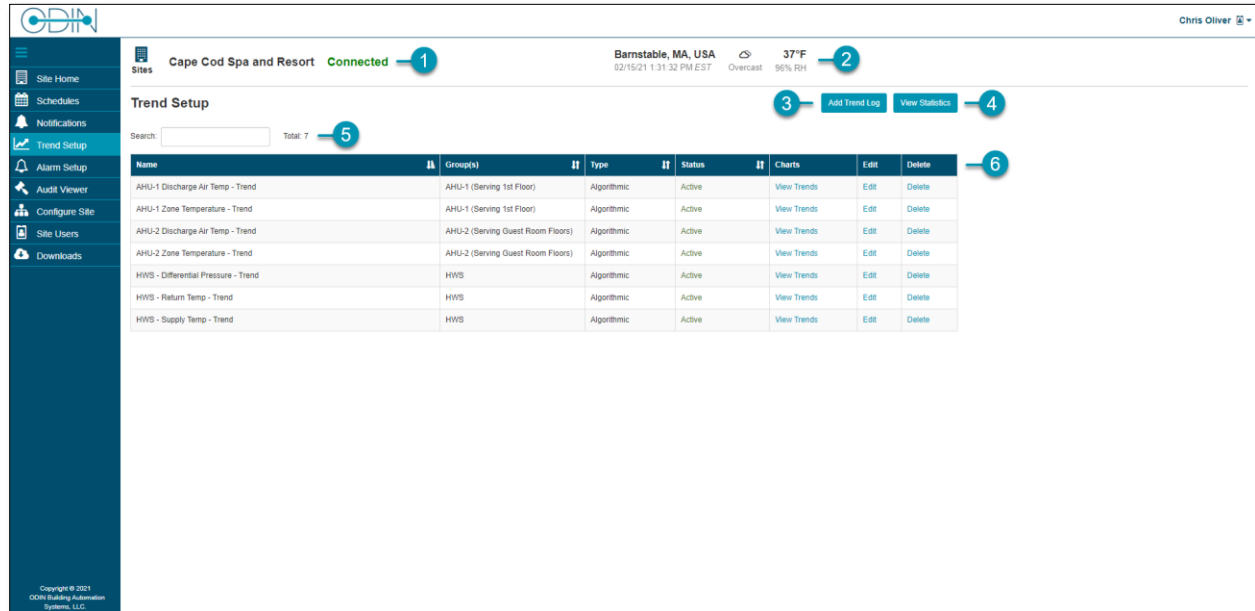 ODIN
Chris Oliver
Sites
Cape Cod Spa and Resort Connected 1
Barnstable, MA, USA 37°F
02/15/21 1:31:32 PM EST Overcast 96% RH 2
Site Home
Schedules
Notifications
Trend Setup
Alarm Setup
Audit Viewer
Configure Site
Site Users
Downloads
Trend Setup
3 Add Trend Log View Statistics 4
Search: Total: 7 5
Name Group(s) Type Status Charts Edit Delete 6
AHU-1 Discharge Air Temp - Trend AHU-1 (Serving 1st Floor) Algorithmic Active View Trends Edit Delete
AHU-1 Zone Temperature - Trend AHU-1 (Serving 1st Floor) Algorithmic Active View Trends Edit Delete
AHU-2 Discharge Air Temp - Trend AHU-2 (Serving Guest Room Floors) Algorithmic Active View Trends Edit Delete
AHU-2 Zone Temperature - Trend AHU-2 (Serving Guest Room Floors) Algorithmic Active View Trends Edit Delete
HWS - Differential Pressure - Trend HWS Algorithmic Active View Trends Edit Delete
HWS - Return Temp - Trend HWS Algorithmic Active View Trends Edit Delete
HWS - Supply Temp - Trend HWS Algorithmic Active View Trends Edit Delete
Copyright © 2021
ODIN Building Automation
Systems, LLC.